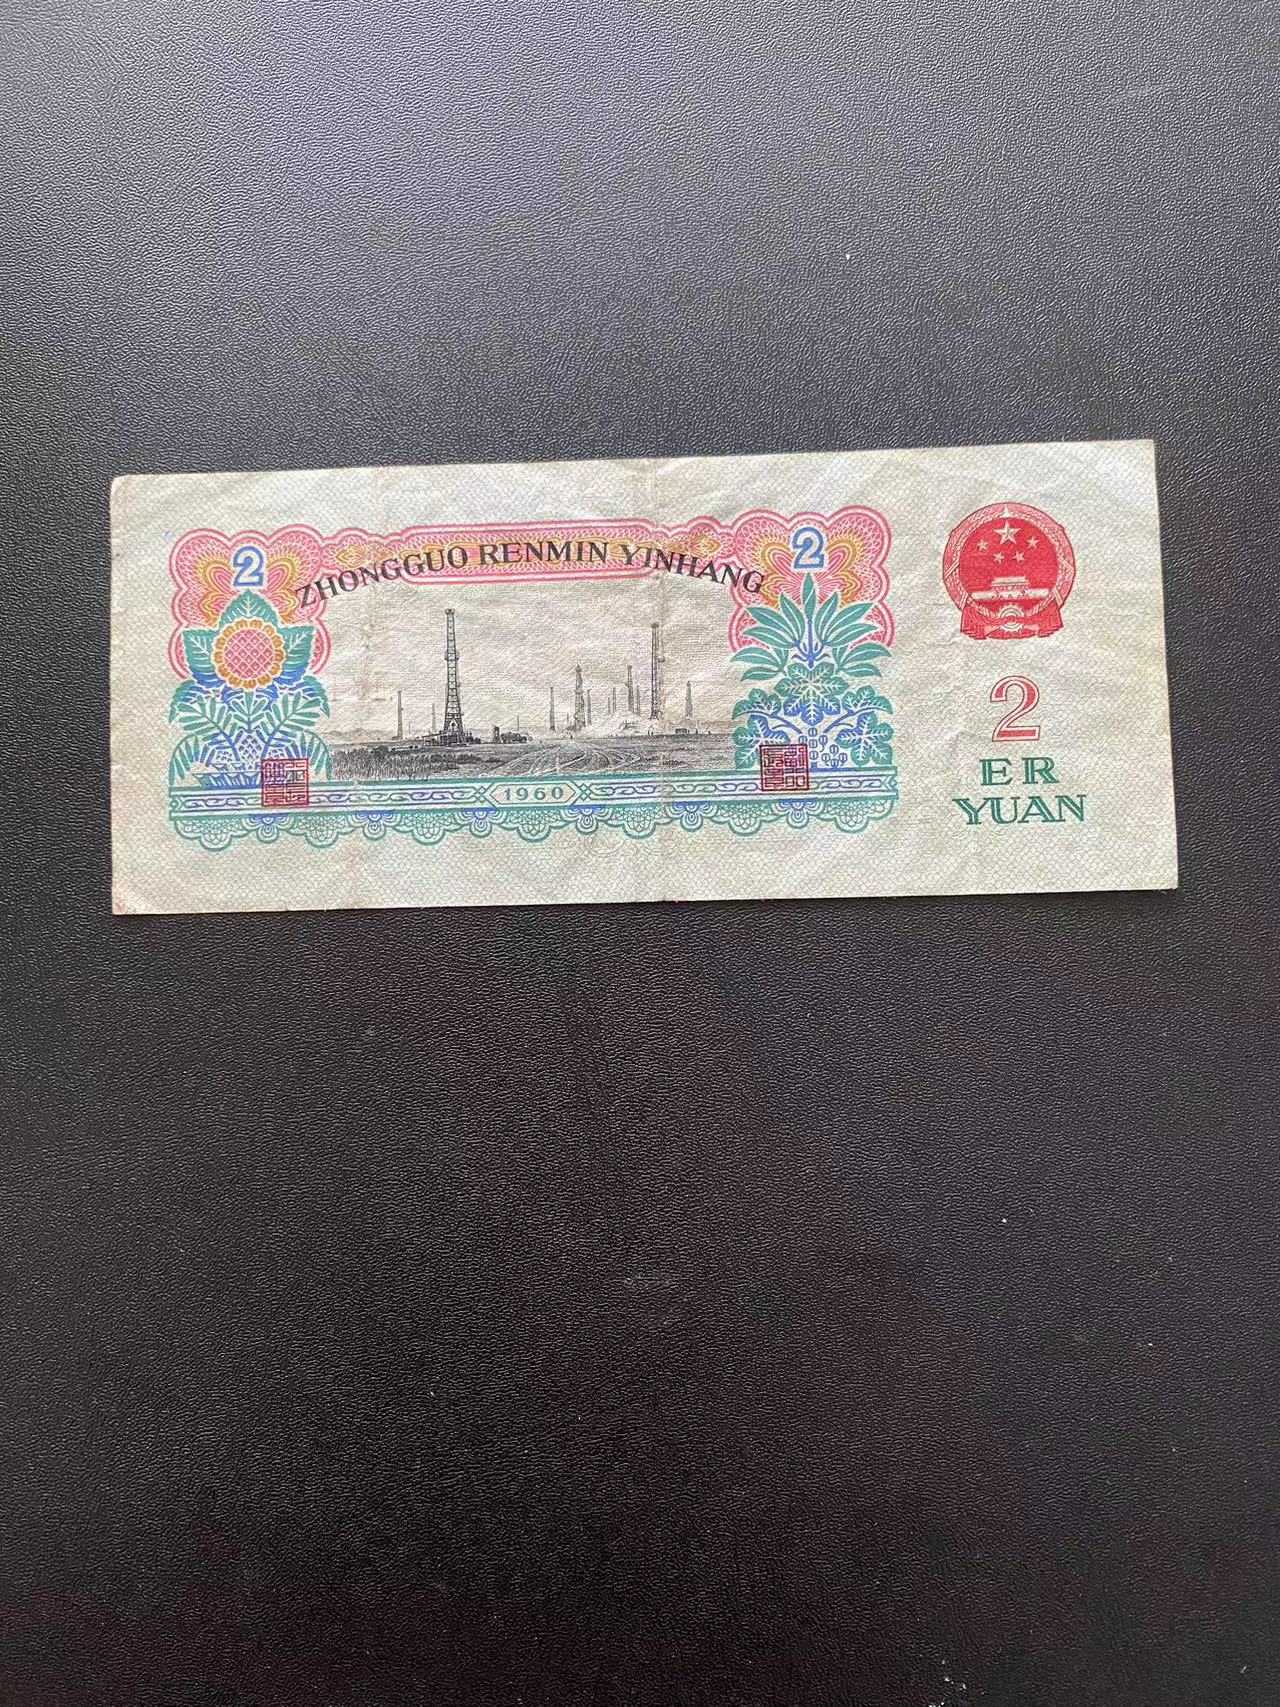 2
ZHONGGUO RENMIN YINHANG
2
1960
2
ER
YUAN